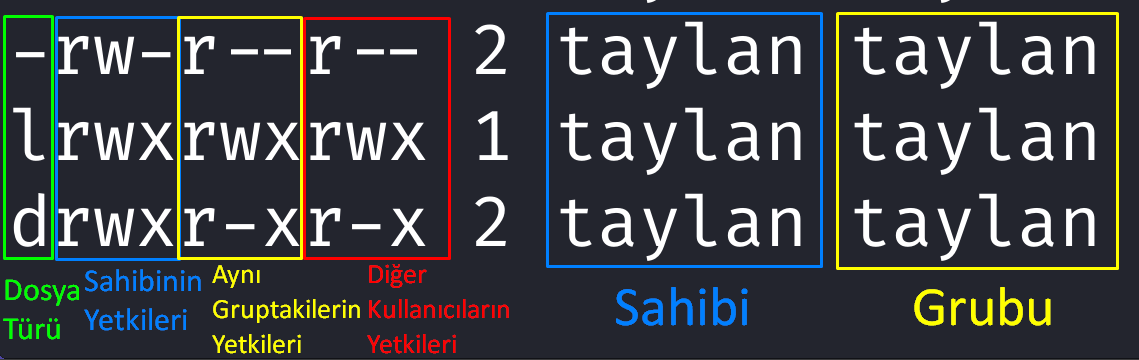 -rw-r--r-- 2 taylan taylan
lrwxrwxrwx 1 taylan taylan
drwxr-xr-x 2 taylan taylan
Dosya
Türü
Sahibinin
Yetkileri
Aynı
Gruptakilerin
Yetkileri
Diğer
Kullanıcıların
Yetkileri
Sahibi
Grubu